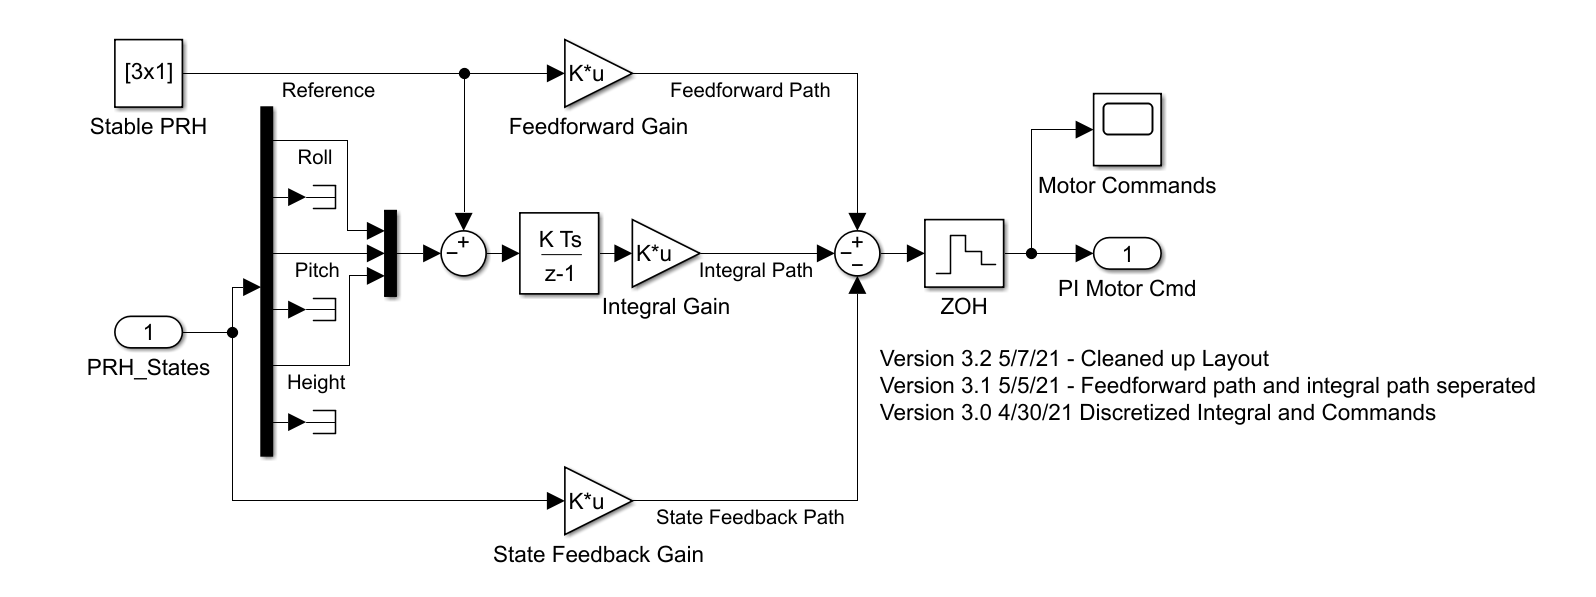 [3x1]
Stable PRH
Reference
K*u
Feedforward Gain
Feedforward Path
Roll
Pitch
Height
1
PRH_States
+
−
K Ts
z-1
K*u
Integral Gain
Integral Path
+
−
−
ZOH
Motor Commands
1
PI Motor Cmd
Version 3.2 5/7/21 - Cleaned up Layout
Version 3.1 5/5/21 - Feedforward path and integral path seperated
Version 3.0 4/30/21 Discretized Integral and Commands
K*u
State Feedback Gain
State Feedback Path